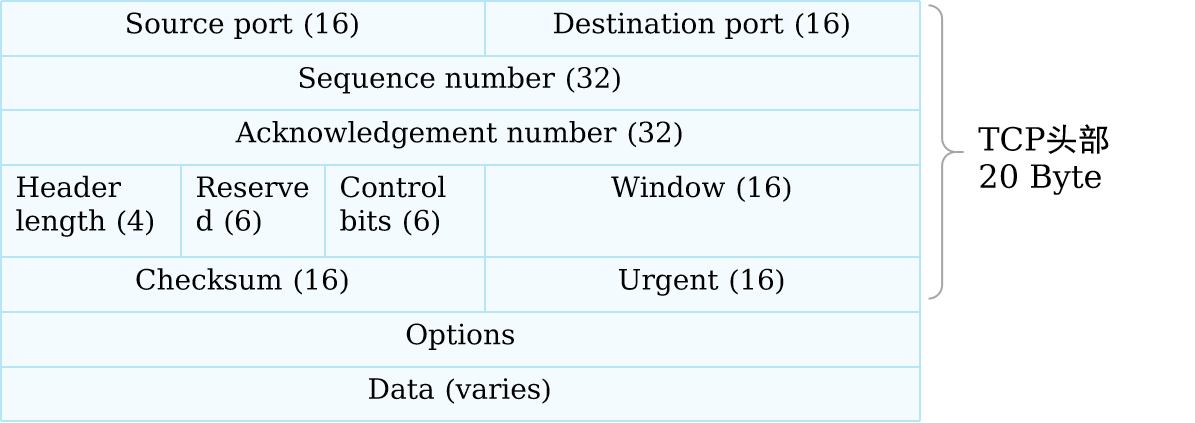 Source port (16)
Destination port (16)
Sequence number (32)
Acknowledgement number (32)
Header
length (4)
Reserve
d (6)
Control
bits (6)
Window (16)
Checksum (16)
Urgent (16)
Options
Data (varies)
TCP头部
20 Byte